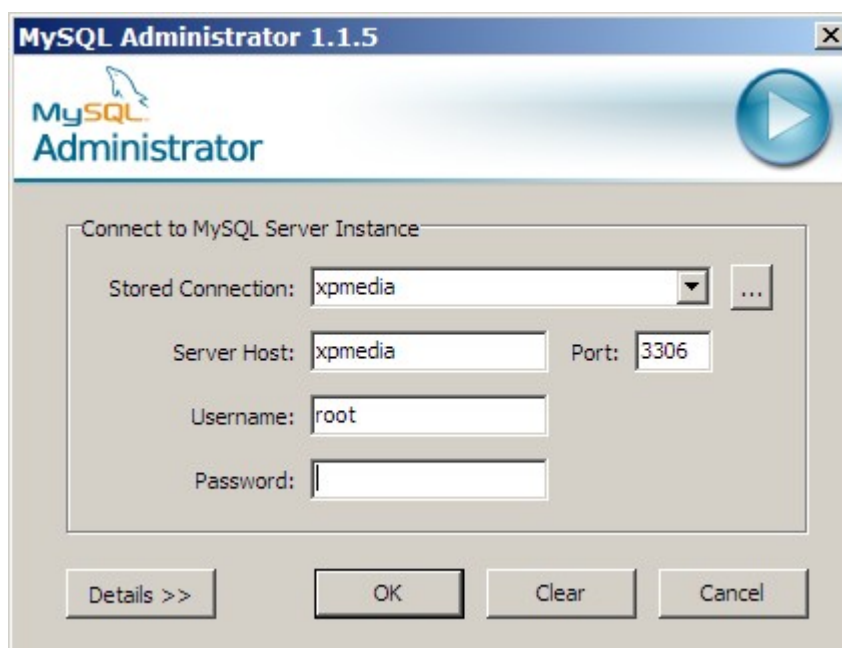 MySQL Administrator 1.1.5
MySQL
Administrator
Connect to MySQL Server Instance
Stored Connection: xpmedia ...
Server Host: xpmedia Port: 3306
Username: root
Password:
Details >> OK Clear Cancel